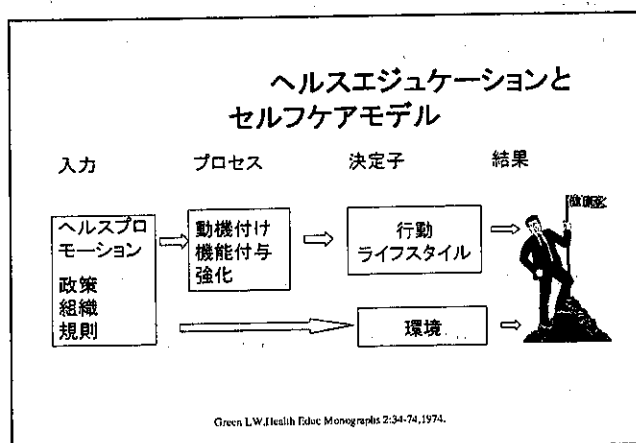 ヘルスエジュケーションと
セルフケアモデル
入力 プロセス 決定子 結果
ヘルスプロ
モーション
政策
組織
規則
動機付け
機能付与
強化
行動
ライフスタイル
環境
Green LW,Health Educ Monographs 2:34-74,1974.